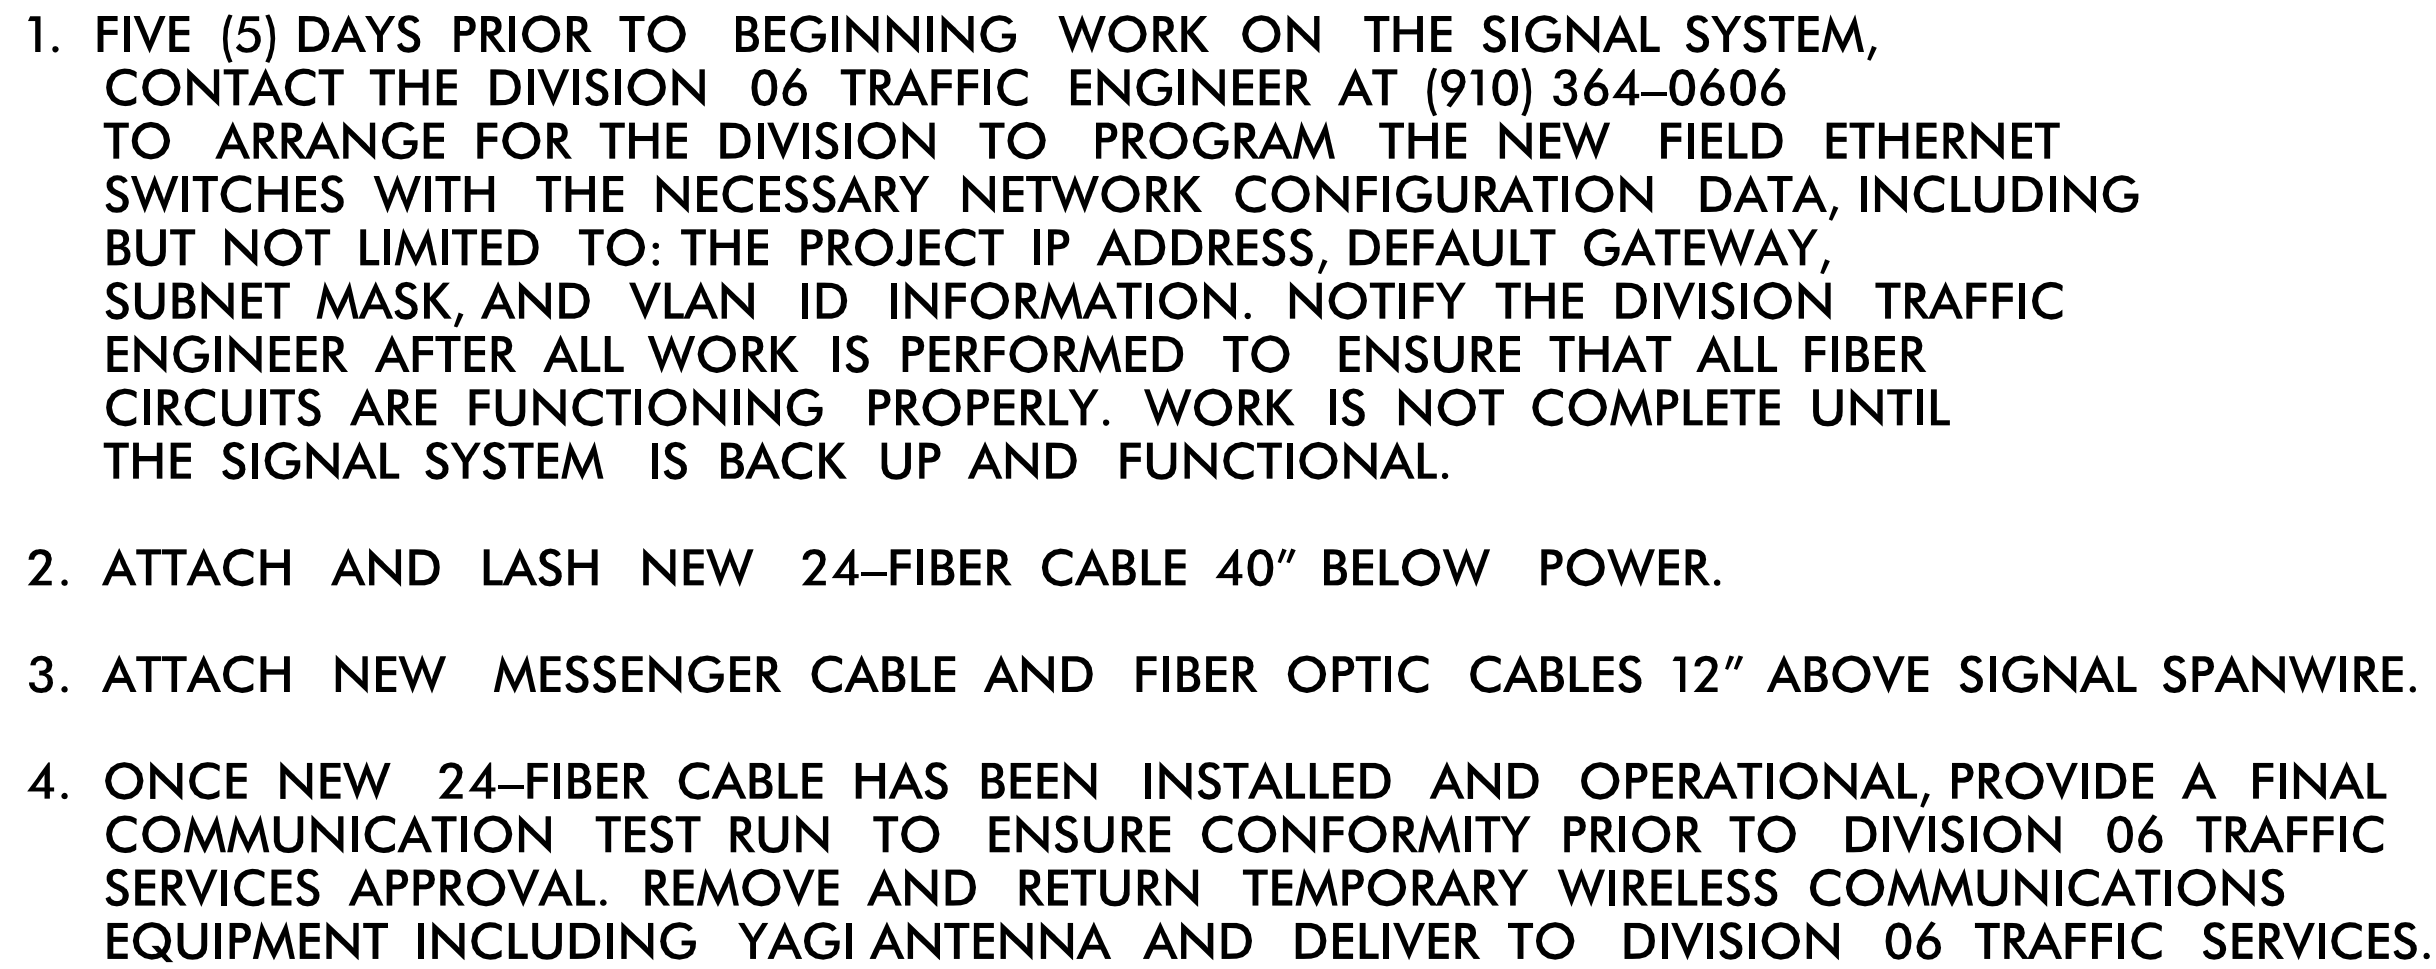 1. FIVE (5) DAYS PRIOR TO BEGINNING WORK ON THE SIGNAL SYSTEM,
CONTACT THE DIVISION 06 TRAFFIC ENGINEER AT (910) 364–0606
TO ARRANGE FOR THE DIVISION TO PROGRAM THE NEW FIELD ETHERNET
SWITCHES WITH THE NECESSARY NETWORK CONFIGURATION DATA, INCLUDING
BUT NOT LIMITED TO: THE PROJECT IP ADDRESS, DEFAULT GATEWAY,
SUBNET MASK, AND VLAN ID INFORMATION. NOTIFY THE DIVISION TRAFFIC
ENGINEER AFTER ALL WORK IS PERFORMED TO ENSURE THAT ALL FIBER
CIRCUITS ARE FUNCTIONING PROPERLY. WORK IS NOT COMPLETE UNTIL
THE SIGNAL SYSTEM IS BACK UP AND FUNCTIONAL.
2. ATTACH AND LASH NEW 24–FIBER CABLE 40" BELOW POWER.
3. ATTACH NEW MESSENGER CABLE AND FIBER OPTIC CABLES 12" ABOVE SIGNAL SPANWIRE.
4. ONCE NEW 24–FIBER CABLE HAS BEEN INSTALLED AND OPERATIONAL, PROVIDE A FINAL
COMMUNICATION TEST RUN TO ENSURE CONFORMITY PRIOR TO DIVISION 06 TRAFFIC
SERVICES APPROVAL. REMOVE AND RETURN TEMPORARY WIRELESS COMMUNICATIONS
EQUIPMENT INCLUDING YAGI ANTENNA AND DELIVER TO DIVISION 06 TRAFFIC SERVICES.